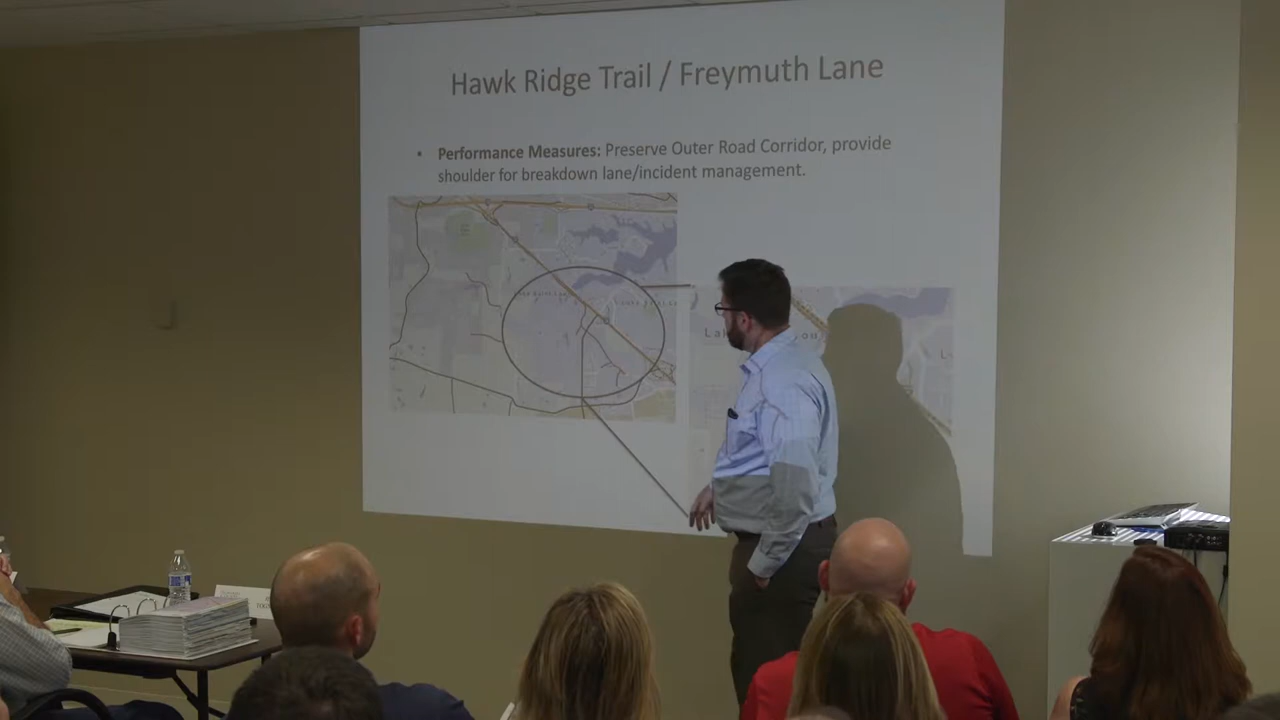 Hawk Ridge Trail / Freymuth Lane
• Performance Measures: Preserve Outer Road Corridor, provide
shoulder for breakdown lane/incident management.